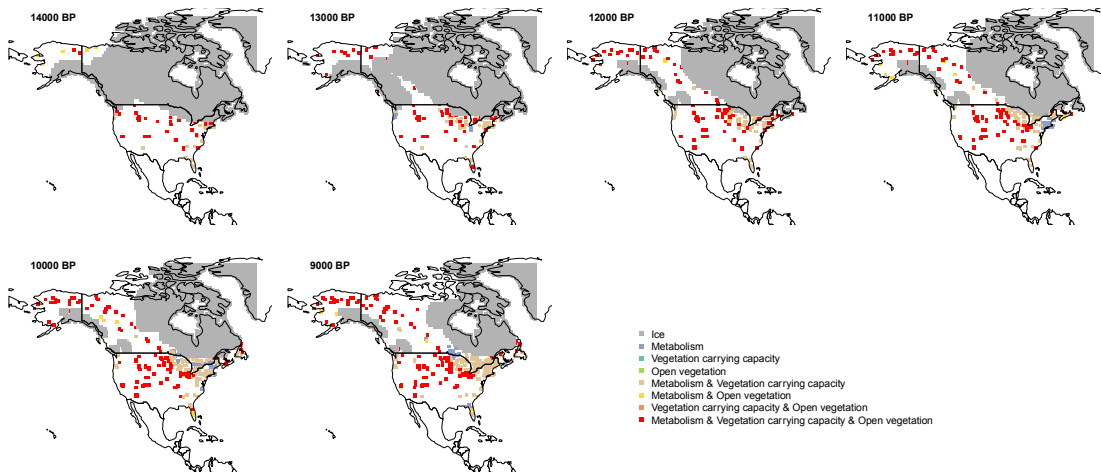 14000 BP
13000 BP
12000 BP
11000 BP
10000 BP
9000 BP
Ice
Metabolism
Vegetation carrying capacity
Open vegetation
Metabolism & Vegetation carrying capacity
Metabolism & Open vegetation
Vegetation carrying capacity & Open vegetation
Metabolism & Vegetation carrying capacity & Open vegetation